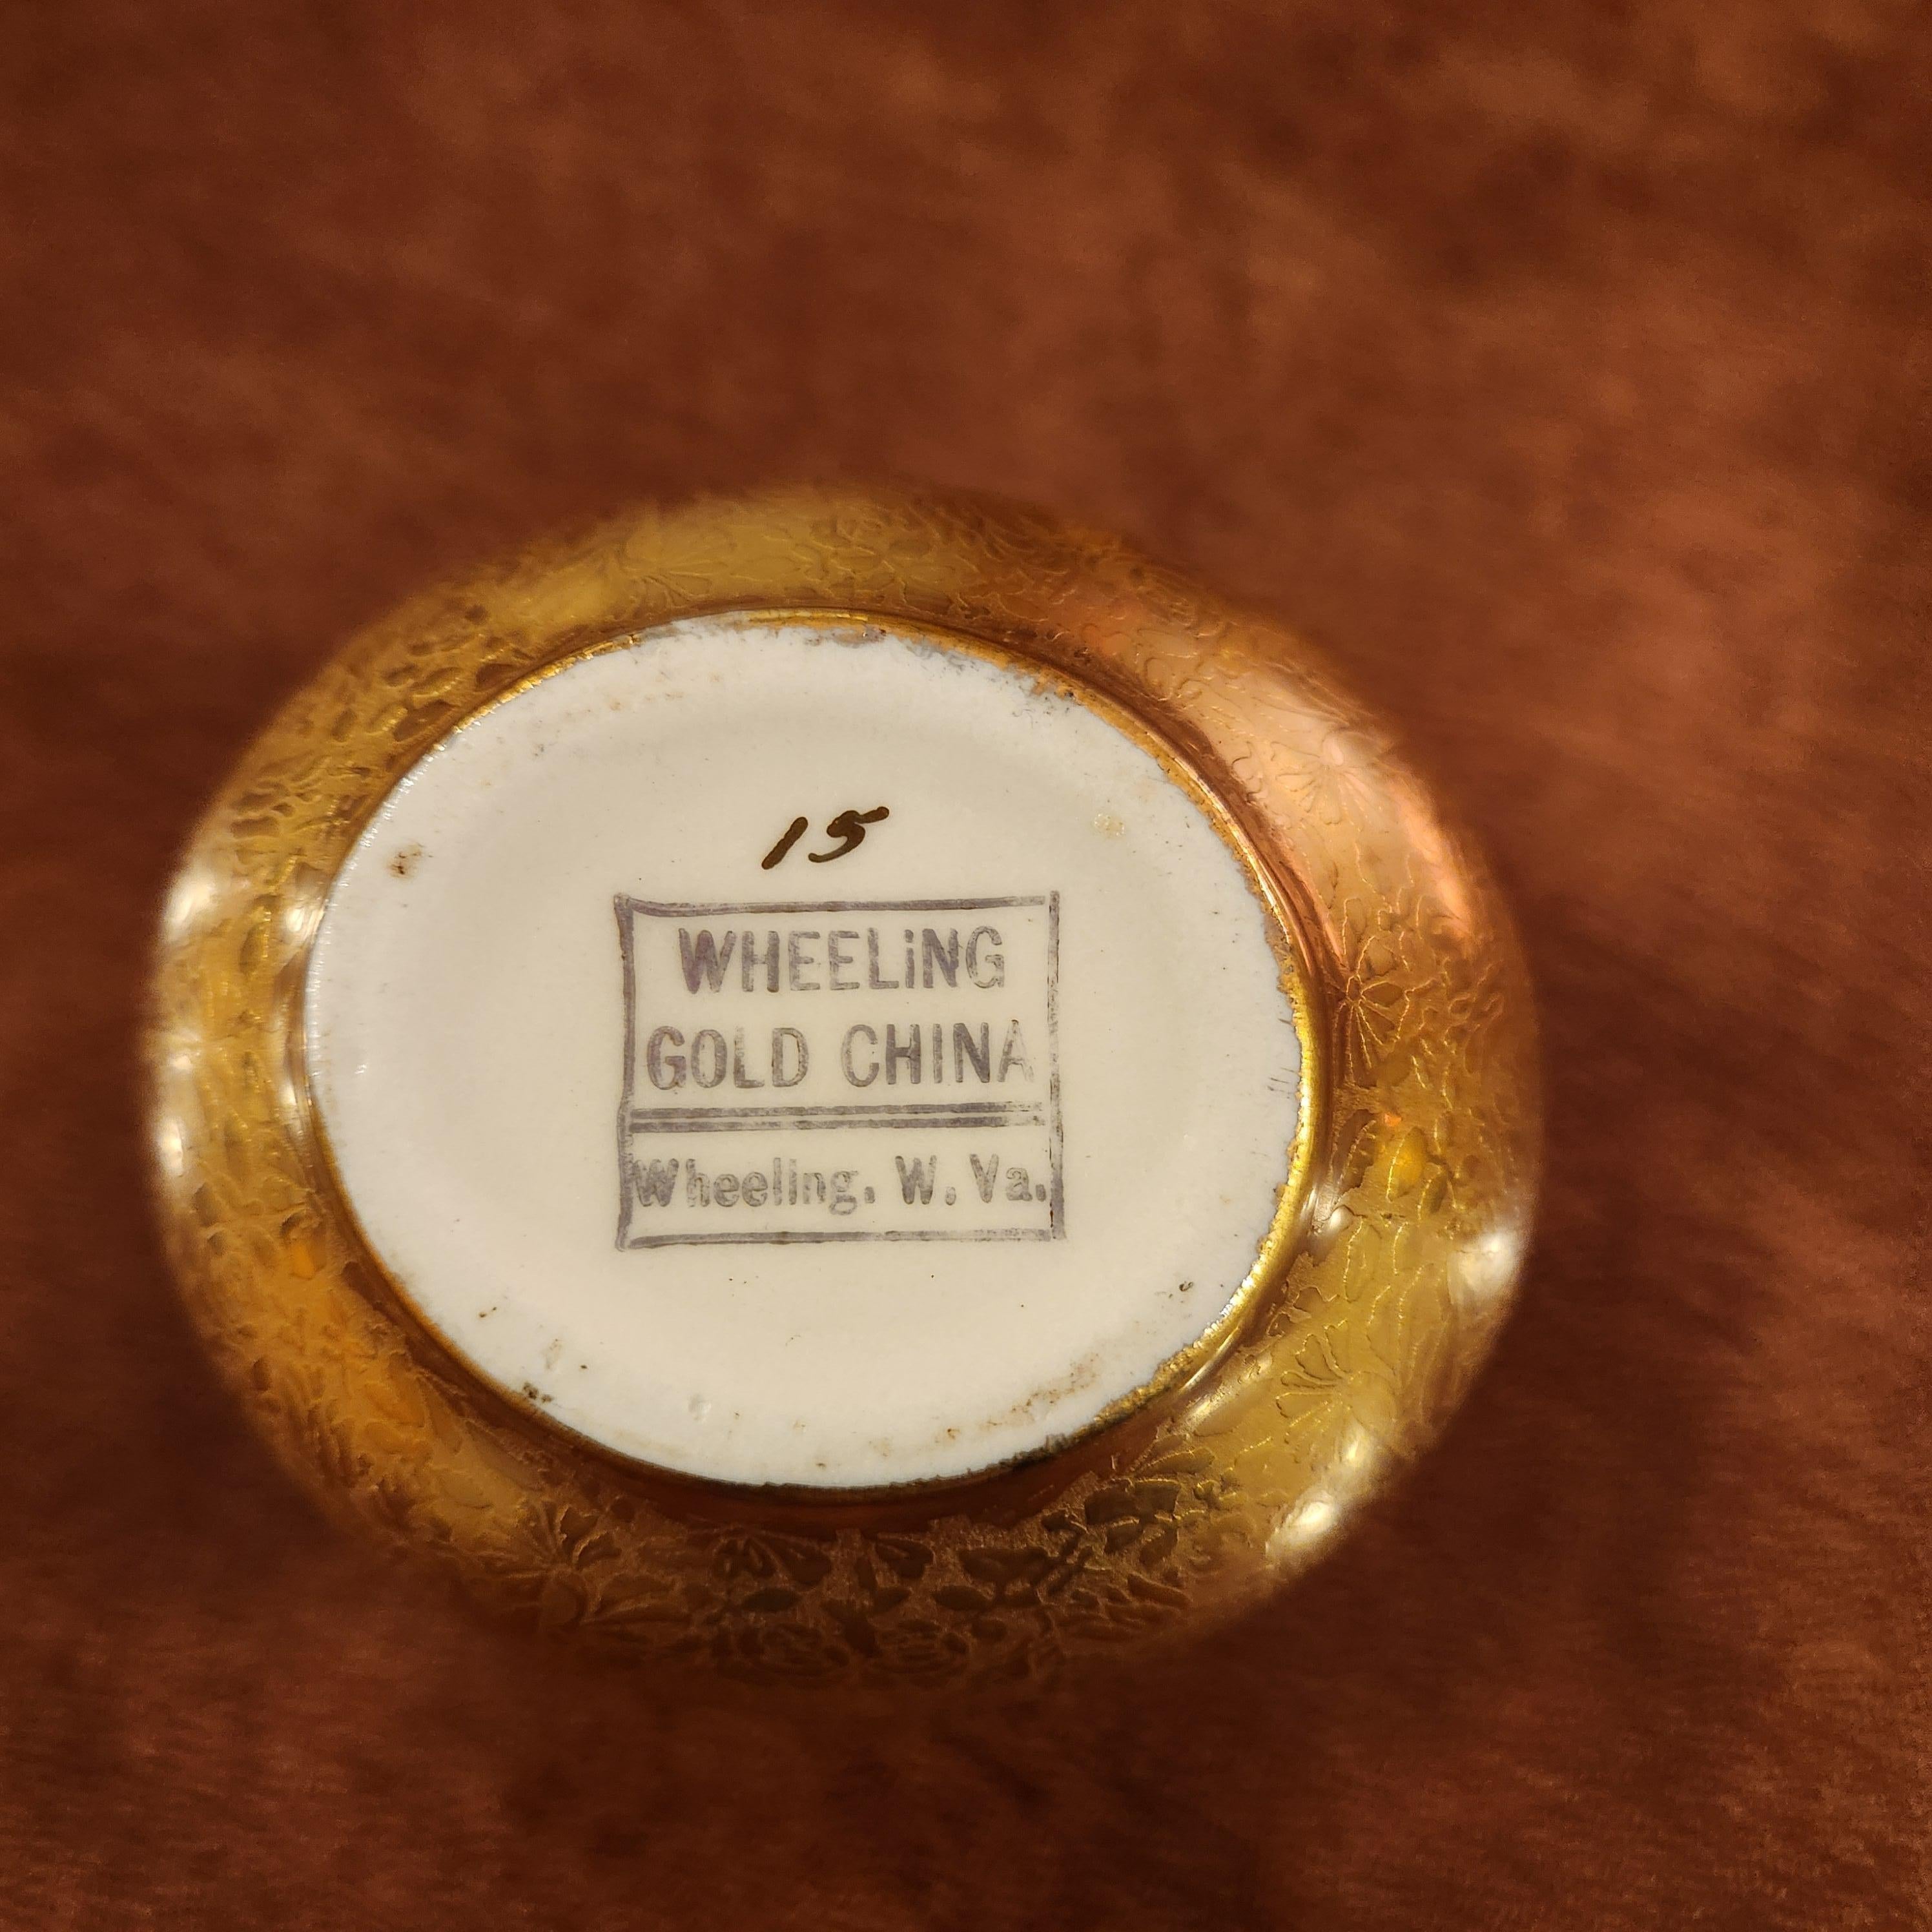 15
WHEELiNG
GOLD CHINA
Wheeling. W. Va.